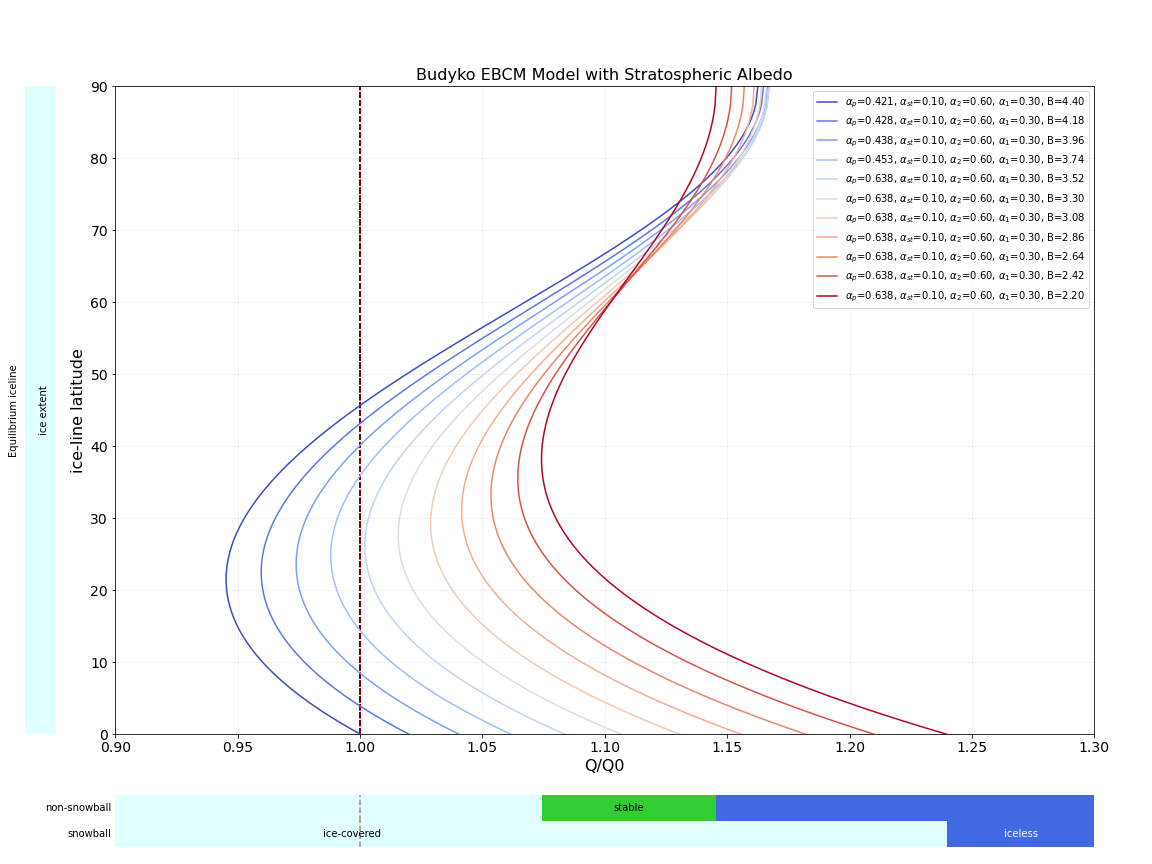 Budyko EBCM Model with Stratospheric Albedo
90
80
70
60
50
40
30
20
10
0
Equilibrium iceline
ice extent
ice-line latitude
αp=0.421, αst=0.10, α2=0.60, α1=0.30, B=4.40
αp=0.428, αst=0.10, α2=0.60, α1=0.30, B=4.18
αp=0.438, αst=0.10, α2=0.60, α1=0.30, B=3.96
αp=0.453, αst=0.10, α2=0.60, α1=0.30, B=3.74
αp=0.638, αst=0.10, α2=0.60, α1=0.30, B=3.52
αp=0.638, αst=0.10, α2=0.60, α1=0.30, B=3.30
αp=0.638, αst=0.10, α2=0.60, α1=0.30, B=3.08
αp=0.638, αst=0.10, α2=0.60, α1=0.30, B=2.86
αp=0.638, αst=0.10, α2=0.60, α1=0.30, B=2.64
αp=0.638, αst=0.10, α2=0.60, α1=0.30, B=2.42
αp=0.638, αst=0.10, α2=0.60, α1=0.30, B=2.20
0.90 0.95 1.00 1.05 1.10 1.15 1.20 1.25 1.30
Q/Q0
non-snowball stable
snowball ice-covered iceless